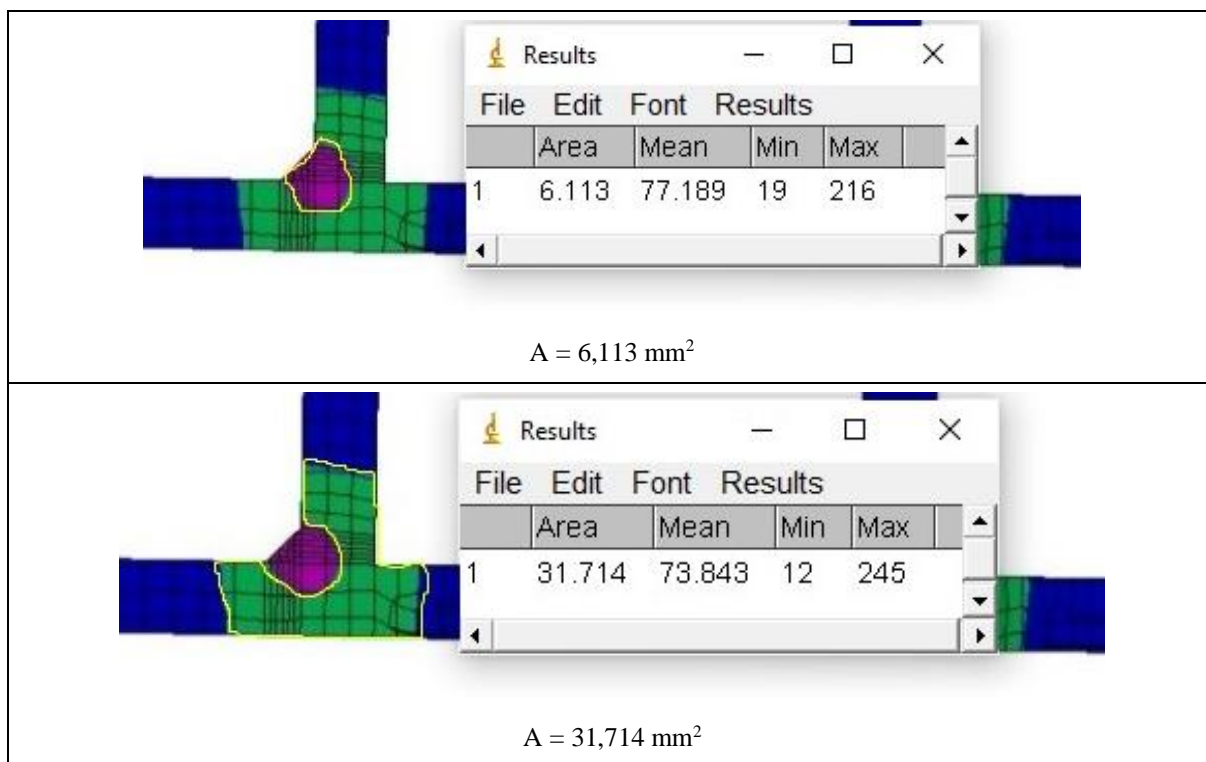 Results
File Edit Font Results
Area Mean Min Max
1 6.113 77.189 19 216
A = 6,113 mm²
Results
File Edit Font Results
Area Mean Min Max
1 31.714 73.843 12 245
A = 31,714 mm²